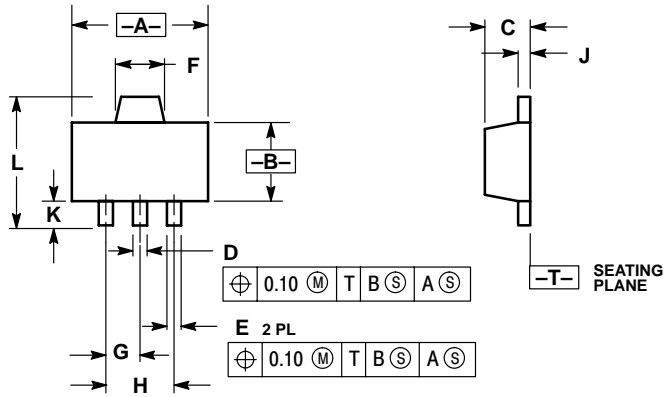 –A–
C
F
J
L
–B–
K
D
–T– SEATING PLANE
⌖ 0.10 Ⓜ T B Ⓢ A Ⓢ
E 2 PL
G
⌖ 0.10 Ⓜ T B Ⓢ A Ⓢ
H